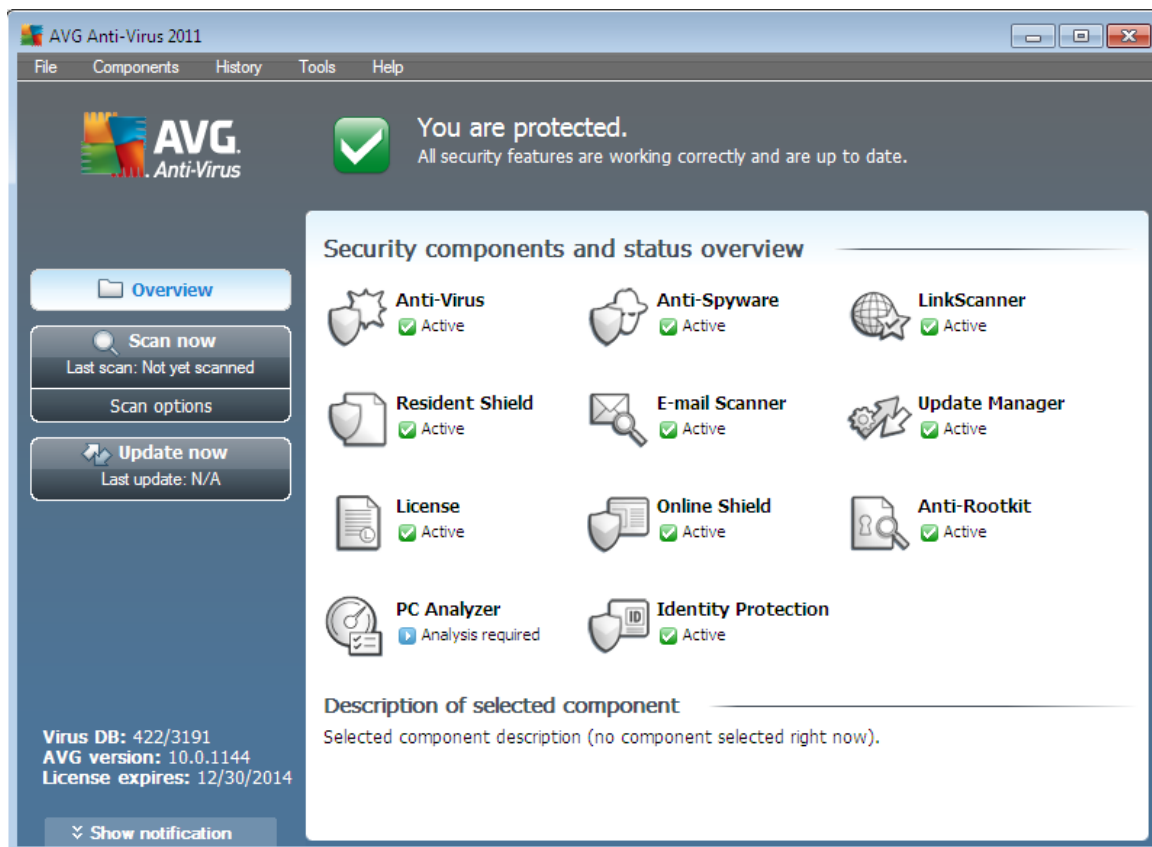 AVG Anti-Virus 2011
File Components History Tools Help
AVG.
Anti-Virus
You are protected.
All security features are working correctly and are up to date.
Overview
Scan now
Last scan: Not yet scanned
Scan options
Update now
Last update: N/A
Security components and status overview
Anti-Virus
Active
Anti-Spyware
Active
LinkScanner
Active
Resident Shield
Active
E-mail Scanner
Active
Update Manager
Active
License
Active
Online Shield
Active
Anti-Rootkit
Active
PC Analyzer
Analysis required
ID
Identity Protection
Active
Description of selected component
Selected component description (no component selected right now).
Virus DB: 422/3191
AVG version: 10.0.1144
License expires: 12/30/2014
Show notification